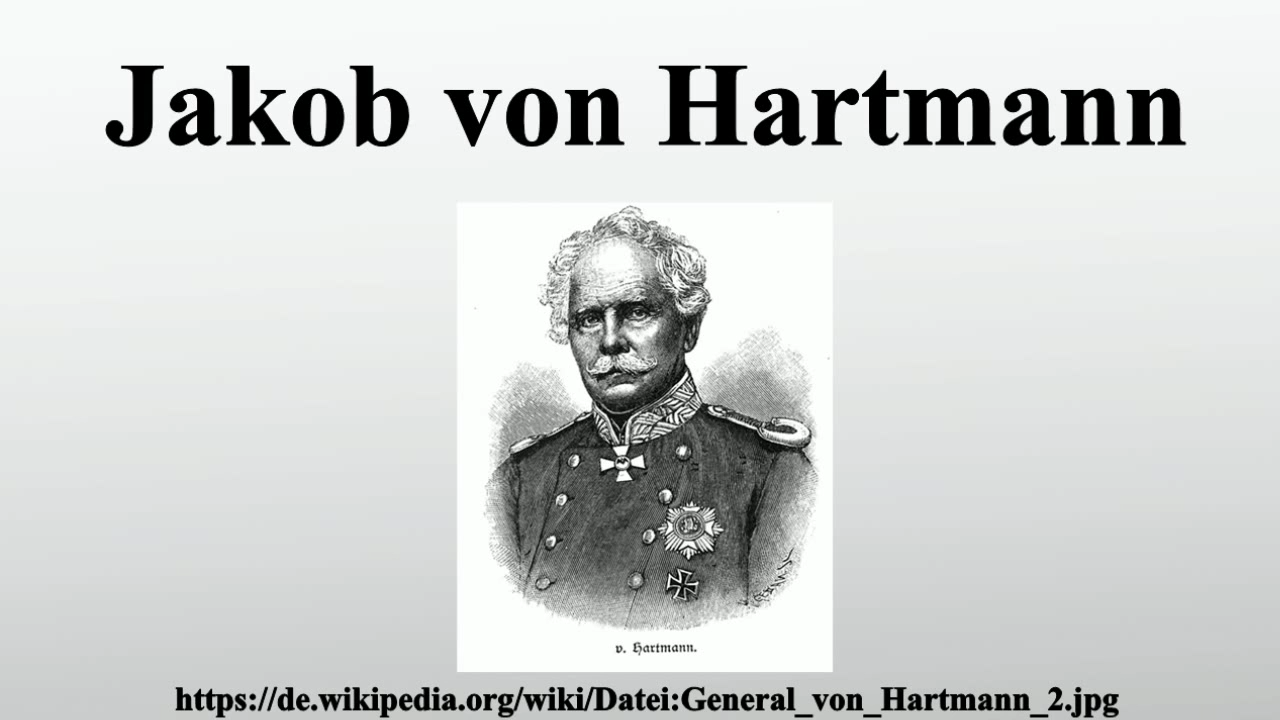 Jakob von Hartmann
v. Hartmann.
https://de.wikipedia.org/wiki/Datei:General_von_Hartmann_2.jpg